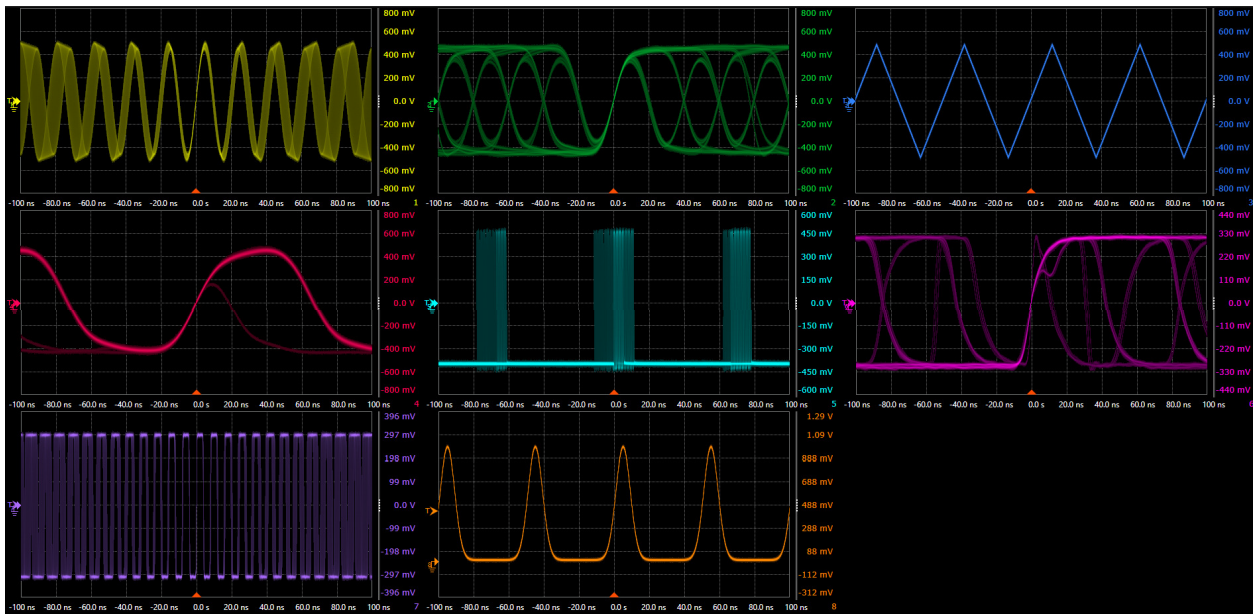 800 mV
600 mV
400 mV
200 mV
T
0.0 V
-200 mV
-400 mV
-600 mV
-800 mV
-100 ns -80.0 ns -60.0 ns -40.0 ns -20.0 ns 0.0 s 20.0 ns 40.0 ns 60.0 ns 80.0 ns 100 ns
1
800 mV
600 mV
400 mV
200 mV
0.0 V
-200 mV
-400 mV
-600 mV
-800 mV
-100 ns -80.0 ns -60.0 ns -40.0 ns -20.0 ns 0.0 s 20.0 ns 40.0 ns 60.0 ns 80.0 ns 100 ns
2
800 mV
600 mV
400 mV
200 mV
T
0.0 V
-200 mV
-400 mV
-600 mV
-800 mV
-100 ns -80.0 ns -60.0 ns -40.0 ns -20.0 ns 0.0 s 20.0 ns 40.0 ns 60.0 ns 80.0 ns 100 ns
3
800 mV
600 mV
400 mV
200 mV
T
0.0 V
-200 mV
-400 mV
-600 mV
-800 mV
-100 ns -80.0 ns -60.0 ns -40.0 ns -20.0 ns 0.0 s 20.0 ns 40.0 ns 60.0 ns 80.0 ns 100 ns
4
600 mV
450 mV
300 mV
150 mV
T
0.0 V
-150 mV
-300 mV
-450 mV
-600 mV
-100 ns -80.0 ns -60.0 ns -40.0 ns -20.0 ns 0.0 s 20.0 ns 40.0 ns 60.0 ns 80.0 ns 100 ns
5
440 mV
330 mV
220 mV
110 mV
T
0.0 V
-110 mV
-220 mV
-330 mV
-440 mV
-100 ns -80.0 ns -60.0 ns -40.0 ns -20.0 ns 0.0 s 20.0 ns 40.0 ns 60.0 ns 80.0 ns 100 ns
6
396 mV
297 mV
198 mV
99 mV
T
0.0 V
-99 mV
-198 mV
-297 mV
-396 mV
-100 ns -80.0 ns -60.0 ns -40.0 ns -20.0 ns 0.0 s 20.0 ns 40.0 ns 60.0 ns 80.0 ns 100 ns
7
1.29 V
1.09 V
888 mV
688 mV
T
488 mV
288 mV
88 mV
-112 mV
-312 mV
-100 ns -80.0 ns -60.0 ns -40.0 ns -20.0 ns 0.0 s 20.0 ns 40.0 ns 60.0 ns 80.0 ns 100 ns
8